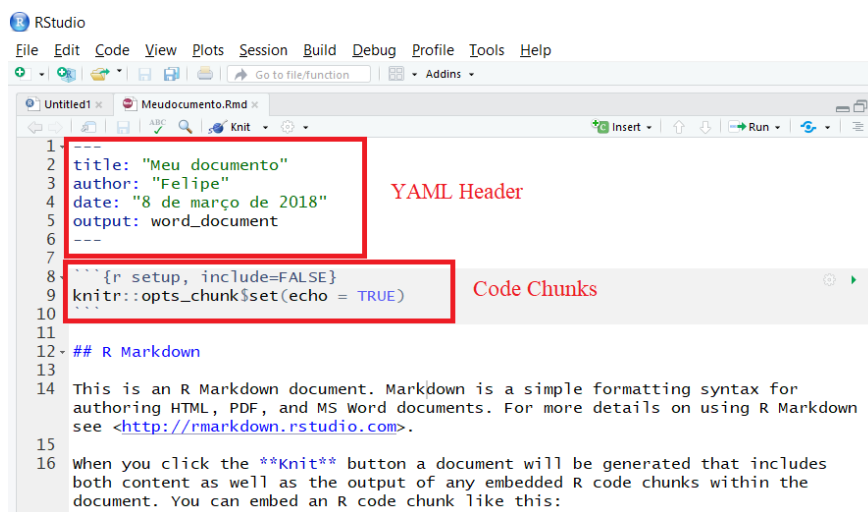 RStudio
File Edit Code View Plots Session Build Debug Profile Tools Help
Go to file/function Addins
Untitled1 × Meudocumento.Rmd ×
ABC Knit Insert Run
1 ---
2 title: "Meu documento"
3 author: "Felipe"
4 date: "8 de março de 2018"
5 output: word_document
6 ---
YAML Header
7
8 ```{r setup, include=FALSE}
9 knitr::opts_chunk$set(echo = TRUE)
10 ```
Code Chunks
11
12 ## R Markdown
13
14 This is an R Markdown document. Markdown is a simple formatting syntax for
authoring HTML, PDF, and MS Word documents. For more details on using R Markdown
see <http://rmarkdown.rstudio.com>.
15
16 When you click the **Knit** button a document will be generated that includes
both content as well as the output of any embedded R code chunks within the
document. You can embed an R code chunk like this: